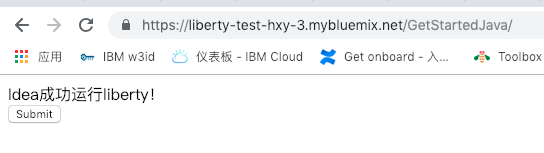 https://liberty-test-hxy-3.mybluemix.net/GetStartedJava/
应用 IBM w3id 仪表板 - IBM Cloud Get onboard - 入... Toolbox
Idea成功运行liberty!
Submit